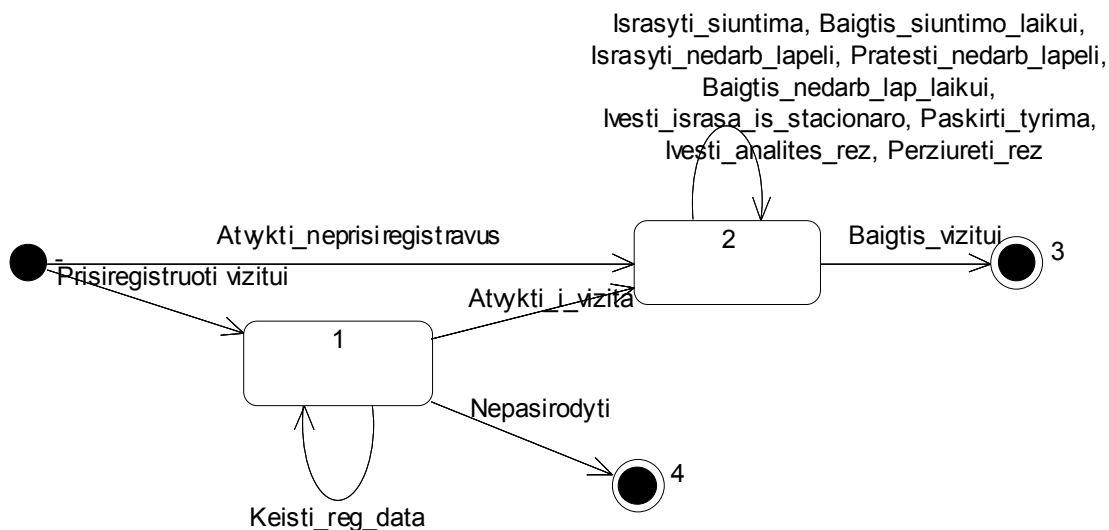 Israsyti_siuntima, Baigtis_siuntimo_laikui,
Israsyti_nedarb_lapeli, Pratesti_nedarb_lapeli,
Baigtis_nedarb_lap_laikui,
Ivesti_israsa_is_stacionaro, Paskirti_tyrima,
Ivesti_analites_rez, Perziureti_rez
Atvykti_neprisiregistravus
2
Baigtis_vizitui
3
-
Prisiregistruoti vizitui
Atvykti_i_vizita
1
Nepasirodyti
4
Keisti_reg_data